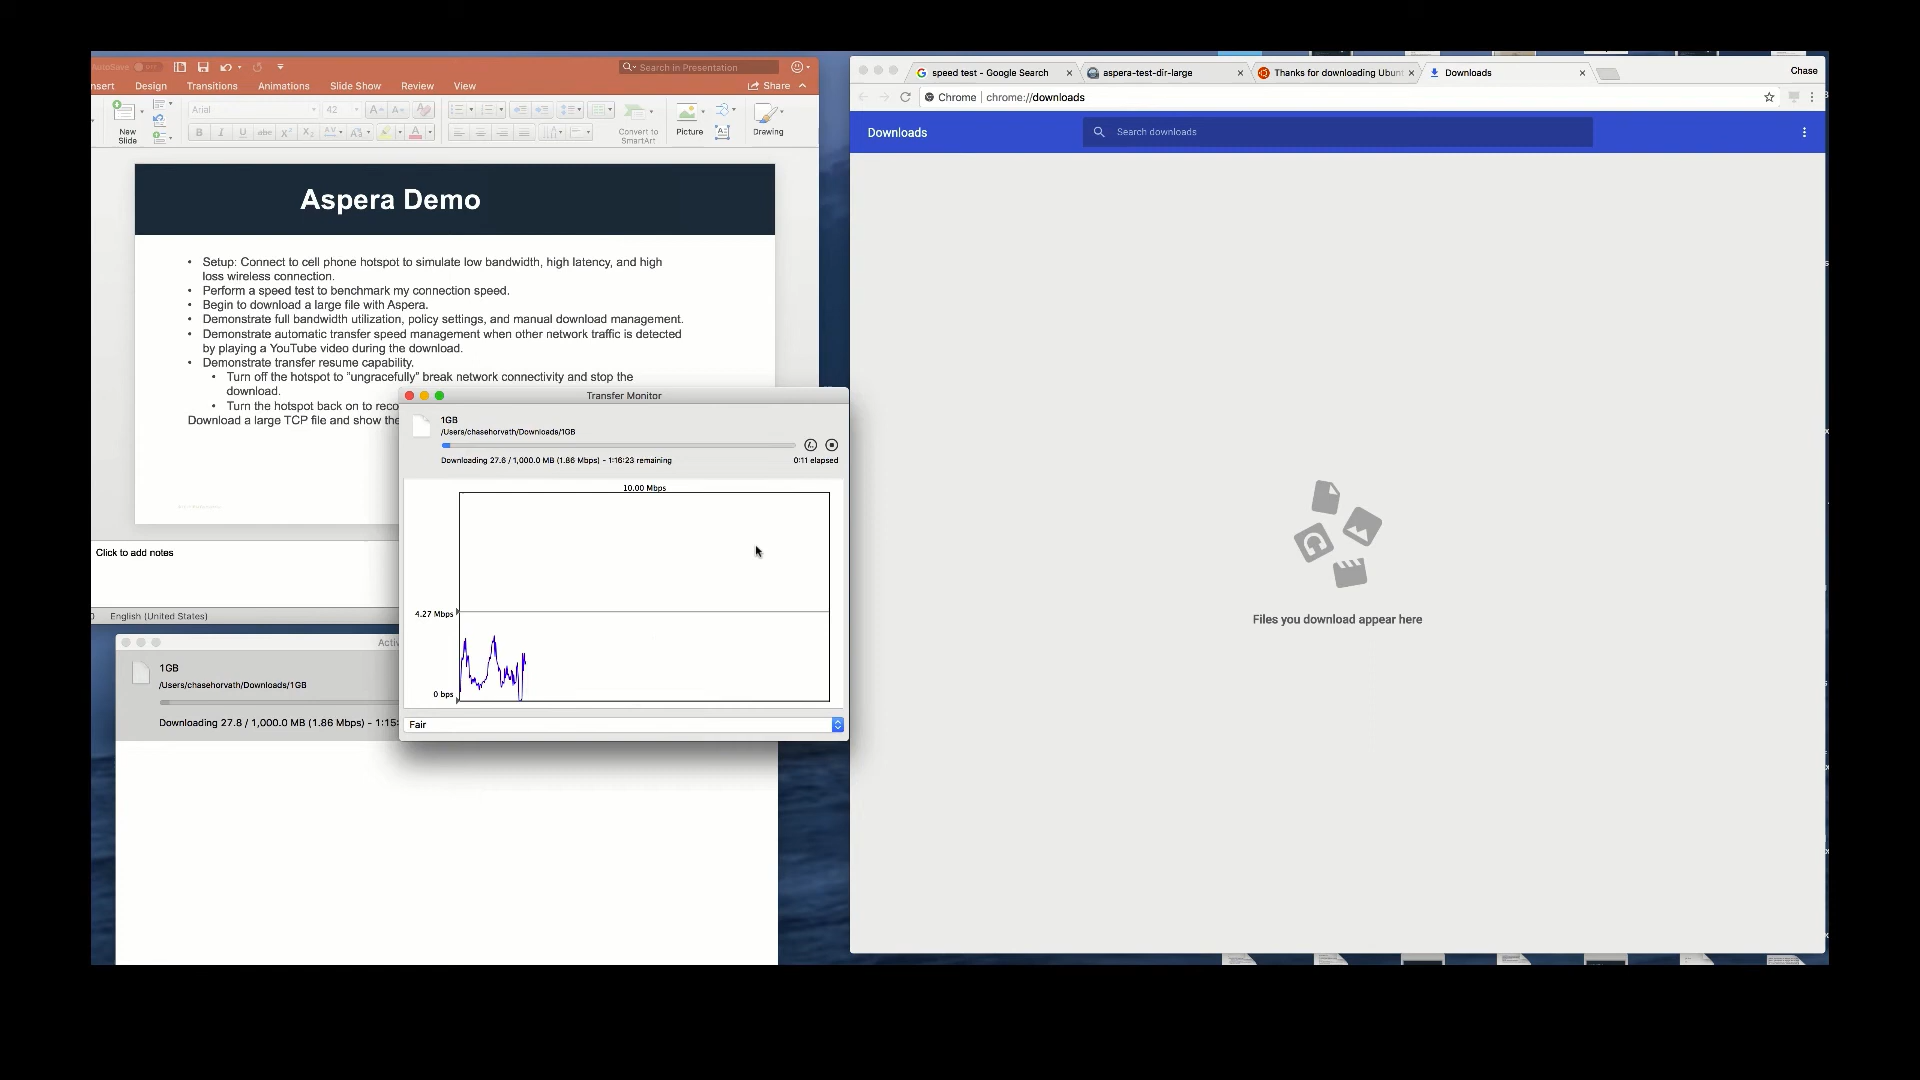 AutoSave
Search in Presentation
nsert Design Transitions Animations Slide Show Review View
Share
New
Slide
Arial 42
Convert to
SmartArt
Picture
Drawing
Aspera Demo
• Setup: Connect to cell phone hotspot to simulate low bandwidth, high latency, and high
loss wireless connection.
• Perform a speed test to benchmark my connection speed.
• Begin to download a large file with Aspera.
• Demonstrate full bandwidth utilization, policy settings, and manual download management.
• Demonstrate automatic transfer speed management when other network traffic is detected
by playing a YouTube video during the download.
• Demonstrate transfer resume capability.
• Turn off the hotspot to "ungracefully" break network connectivity and stop the
download.
• Turn the hotspot back on to reco
Download a large TCP file and show the
Click to add notes
English (United States)
Activ
1GB
/Users/chasehorvath/Downloads/1GB
Downloading 27.8 / 1,000.0 MB (1.86 Mbps) - 1:15:
Transfer Monitor
1GB
/Users/chasehorvath/Downloads/1GB
Downloading 27.6 / 1,000.0 MB (1.86 Mbps) - 1:16:23 remaining
0:11 elapsed
10.00 Mbps
4.27 Mbps
0 bps
Fair
speed test - Google Search
aspera-test-dir-large
Thanks for downloading Ubunt
Downloads
Chase
Chrome | chrome://downloads
Downloads
Search downloads
Files you download appear here